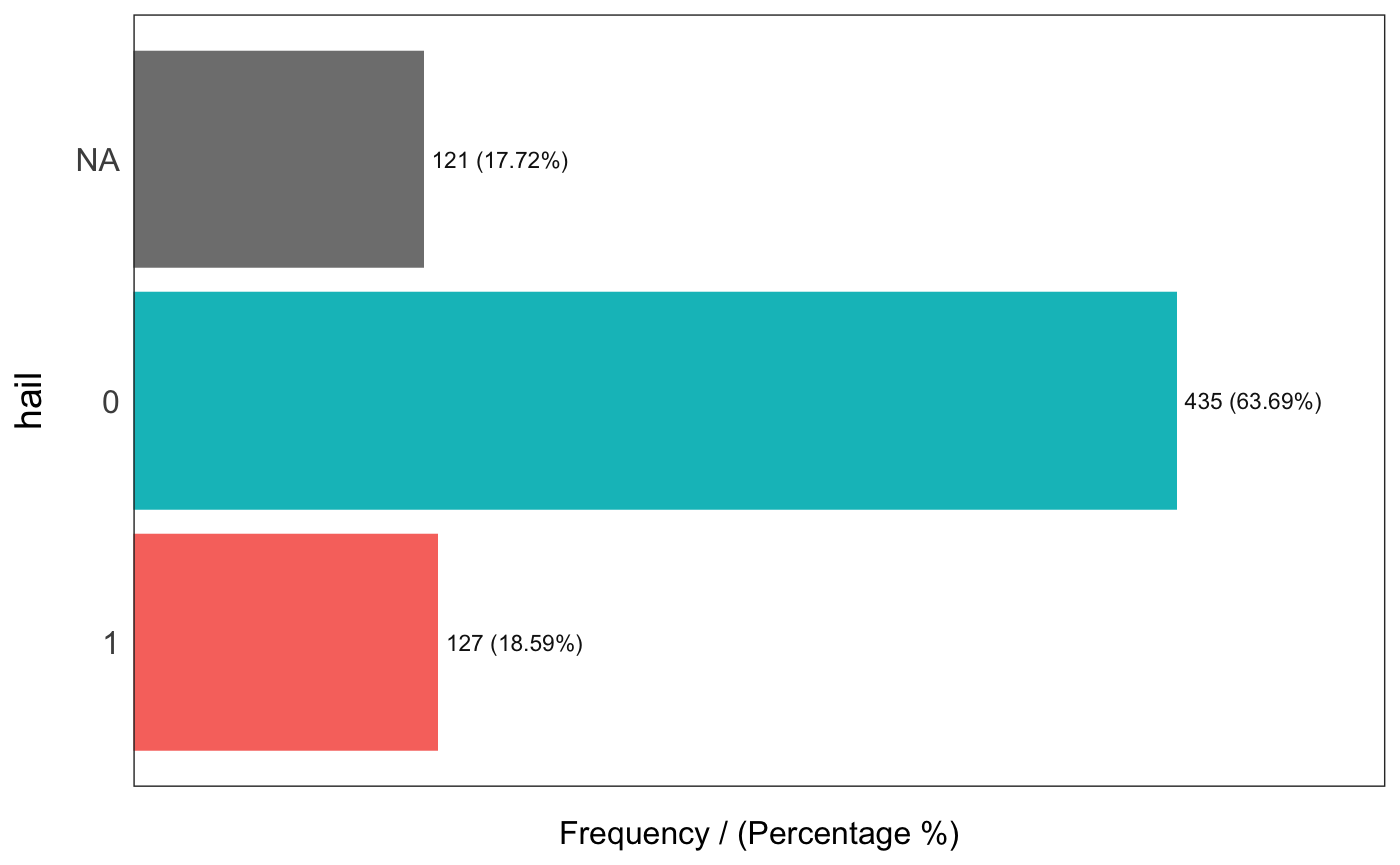 NA
121 (17.72%)
hail
0
435 (63.69%)
1
127 (18.59%)
Frequency / (Percentage %)